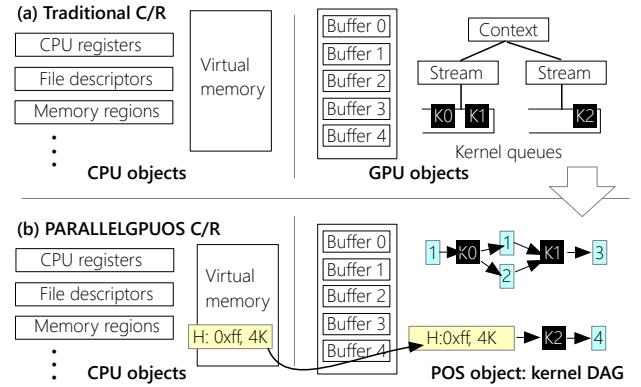 (a) Traditional C/R
CPU registers
File descriptors
Memory regions
Virtual
memory
CPU objects
Buffer 0
Buffer 1
Buffer 2
Buffer 3
Buffer 4
GPU objects
Context
Stream
Stream
K0 K1
K2
Kernel queues
(b) PARALLELGPUOS C/R
CPU registers
File descriptors
Memory regions
Virtual
memory
H: 0xff, 4K
CPU objects
Buffer 0
Buffer 1
Buffer 2
Buffer 3
Buffer 4
1 K0 1 K1 3
2
H:0xff, 4K K2 4
POS object: kernel DAG